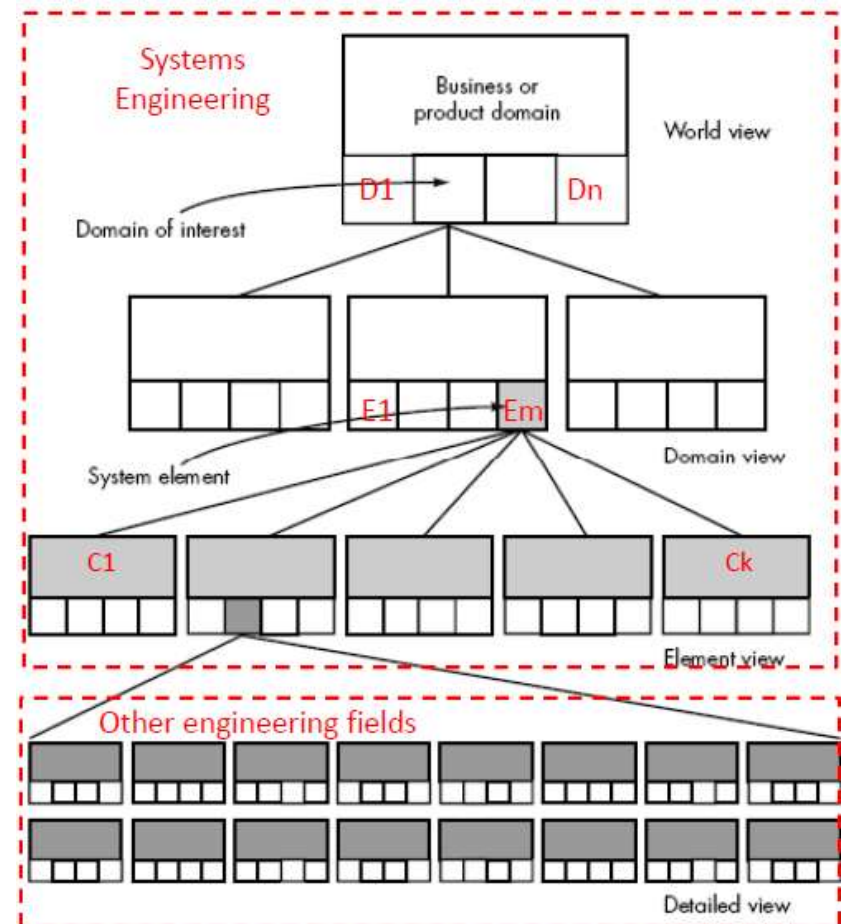 Systems
Engineering
Business or
product domain
World view
D1
Dn
Domain of interest
E1
Em
System element
Domain view
C1
Ck
Element view
Other engineering fields
Detailed view